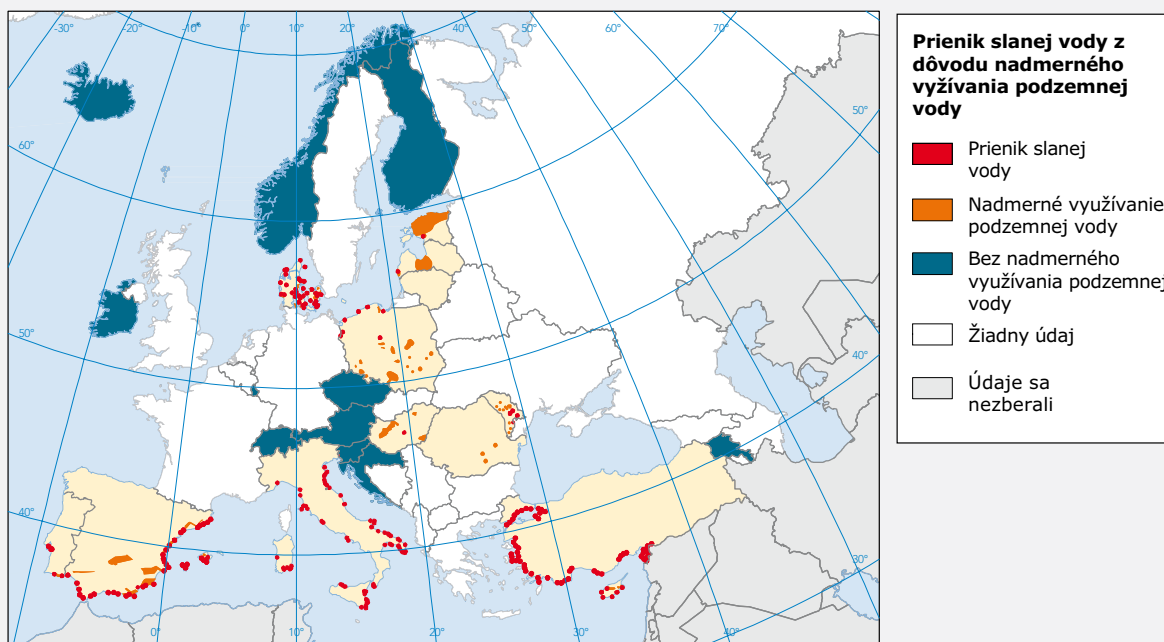 -30°
-20°
-10°
0°
10°
20°
30°
40°
50°
60°
70°
60°
50°
40°
50°
40°
30°
0°
10°
20°
30°
40°
Prienik slanej vody z
dôvodu nadmerného
vyžívania podzemnej
vody
Prienik slanej
vody
Nadmerné využívanie
podzemnej vody
Bez nadmerného
využívania podzemnej
vody
Žiadny údaj
Údaje sa
nezberali